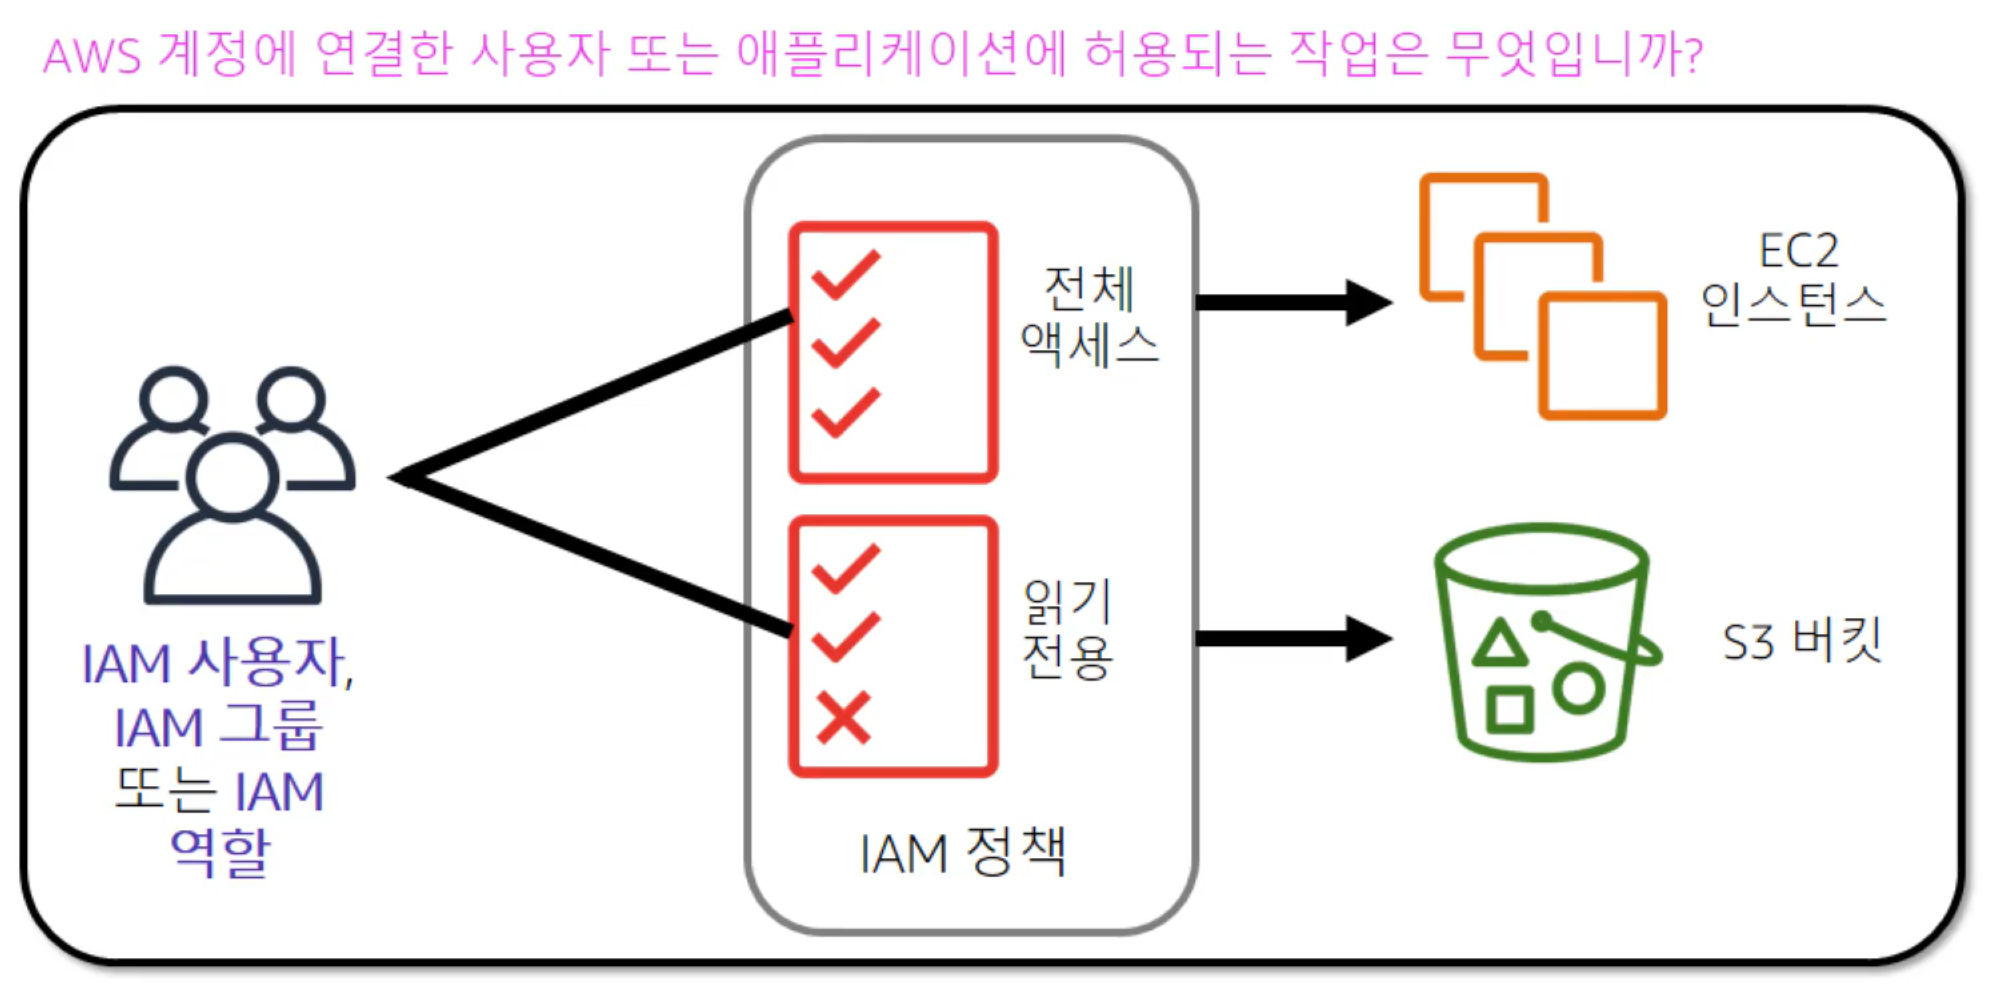 AWS 계정에 연결한 사용자 또는 애플리케이션에 허용되는 작업은 무엇입니까?
전체
액세스
EC2
인스턴스
읽기
전용
S3 버킷
IAM 사용자,
IAM 그룹
또는 IAM
역할
IAM 정책